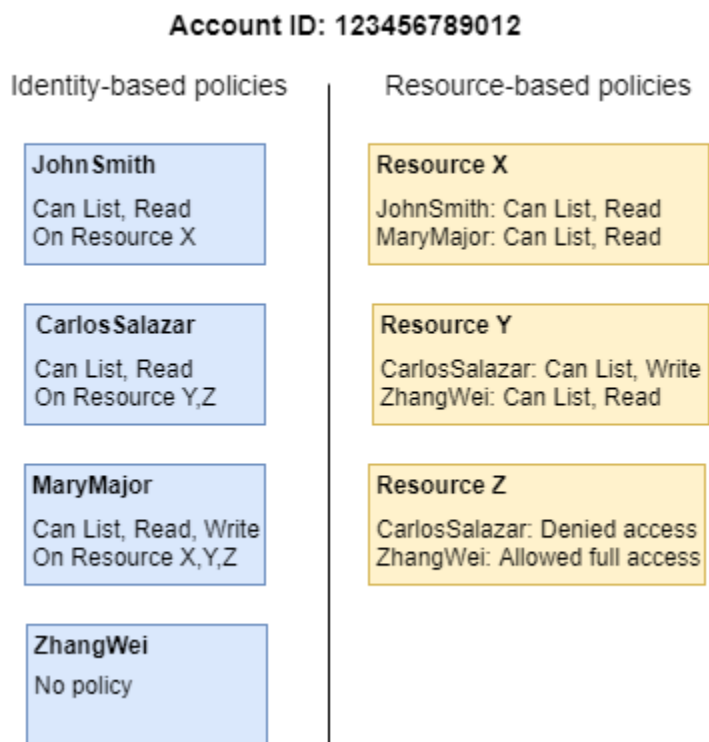 Account ID: 123456789012
Identity-based policies
JohnSmith
Can List, Read
On Resource X
CarlosSalazar
Can List, Read
On Resource Y,Z
MaryMajor
Can List, Read, Write
On Resource X,Y,Z
ZhangWei
No policy
Resource-based policies
Resource X
JohnSmith: Can List, Read
MaryMajor: Can List, Read
Resource Y
CarlosSalazar: Can List, Write
ZhangWei: Can List, Read
Resource Z
CarlosSalazar: Denied access
ZhangWei: Allowed full access